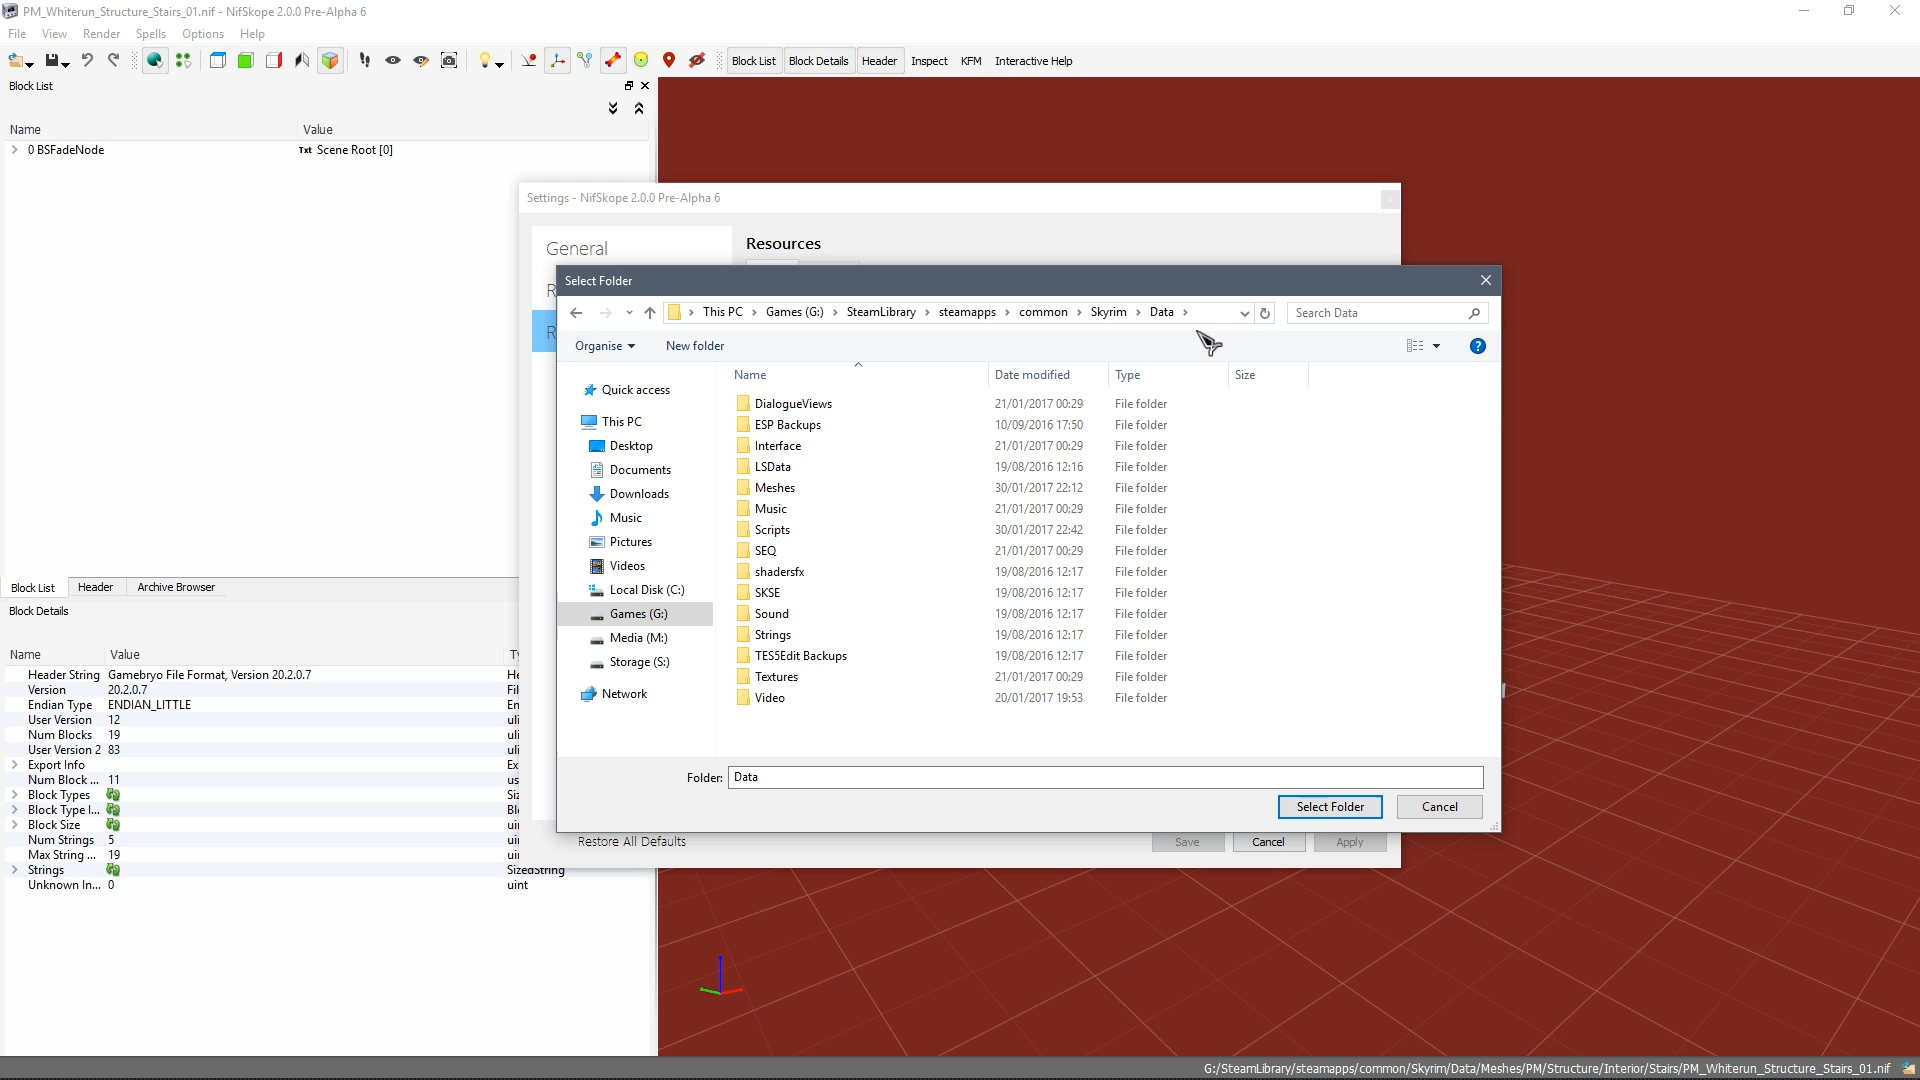 PM_Whiterun_Structure_Stairs_01.nif - NifSkope 2.0.0 Pre-Alpha 6
File View Render Spells Options Help
Block List Block Details Header Inspect KFM Interactive Help
Block List
Name Value
0 BSFadeNode Txt Scene Root [0]
Settings - NifSkope 2.0.0 Pre-Alpha 6
General
Resources
Select Folder
This PC > Games (G:) > SteamLibrary > steamapps > common > Skyrim > Data >
Search Data
Organise New folder
Name Date modified Type Size
Quick access
This PC
Desktop
Documents
Downloads
Music
Pictures
Videos
Local Disk (C:)
Games (G:)
Media (M:)
Storage (S:)
Network
DialogueViews 21/01/2017 00:29 File folder
ESP Backups 10/09/2016 17:50 File folder
Interface 21/01/2017 00:29 File folder
LSData 19/08/2016 12:16 File folder
Meshes 30/01/2017 22:12 File folder
Music 21/01/2017 00:29 File folder
Scripts 30/01/2017 22:42 File folder
SEQ 21/01/2017 00:29 File folder
shadersfx 19/08/2016 12:17 File folder
SKSE 19/08/2016 12:17 File folder
Sound 19/08/2016 12:17 File folder
Strings 19/08/2016 12:17 File folder
TES5Edit Backups 19/08/2016 12:17 File folder
Textures 21/01/2017 00:29 File folder
Video 20/01/2017 19:53 File folder
Folder: Data
Select Folder Cancel
Restore All Defaults Save Cancel Apply
Block List Header Archive Browser
Block Details
Name Value
Header String Gamebryo File Format, Version 20.2.0.7
Version 20.2.0.7
Endian Type ENDIAN_LITTLE
User Version 12
Num Blocks 19
User Version 2 83
Export Info
Num Block ... 11
Block Types
Block Type I...
Block Size
Num Strings 5
Max String ... 19
Strings SizedString
Unknown In... 0 uint
G:/SteamLibrary/steamapps/common/Skyrim/Data/Meshes/PM/Structure/Interior/Stairs/PM_Whiterun_Structure_Stairs_01.nif